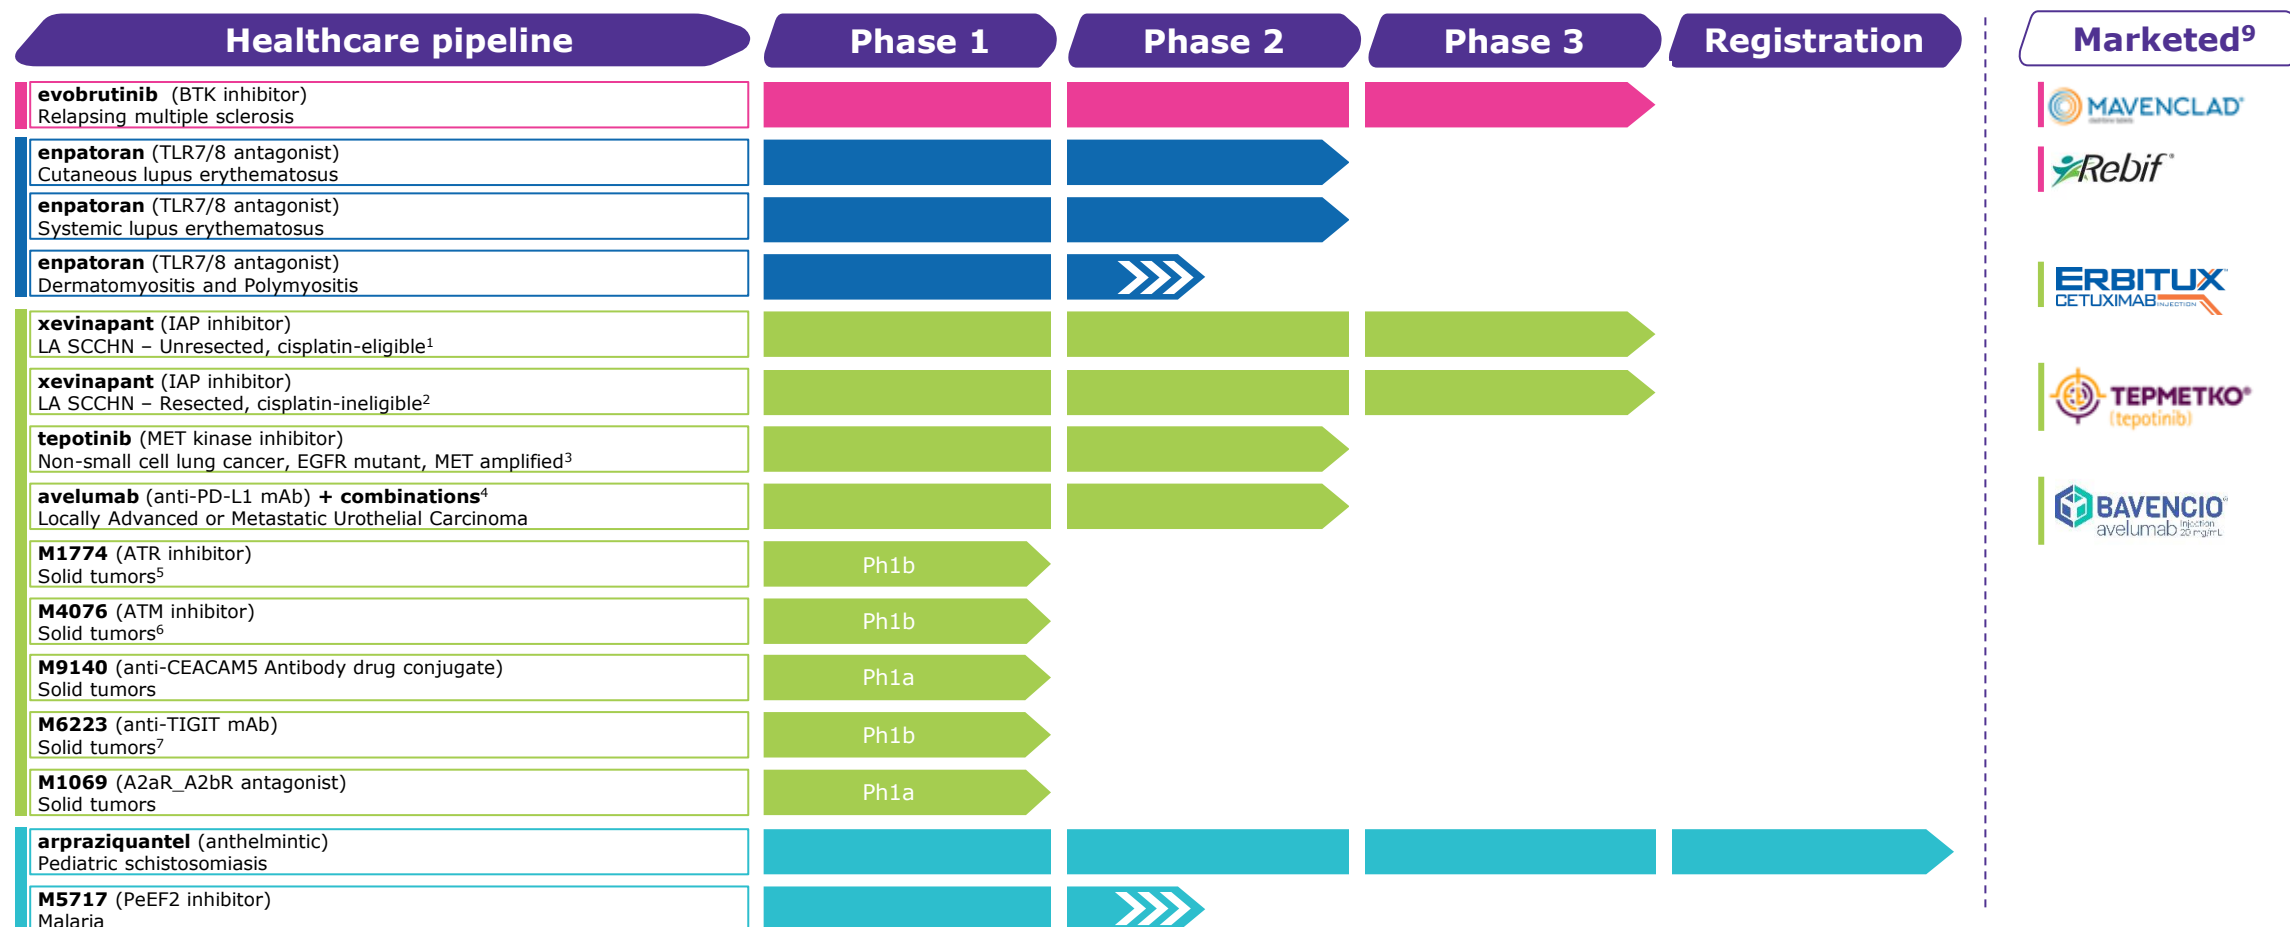 Healthcare pipeline
Phase 1
Phase 2
Phase 3
Registration
Marketed⁹
evobrutinib (BTK inhibitor)
Relapsing multiple sclerosis
enpatoran (TLR7/8 antagonist)
Cutaneous lupus erythematosus
enpatoran (TLR7/8 antagonist)
Systemic lupus erythematosus
enpatoran (TLR7/8 antagonist)
Dermatomyositis and Polymyositis
xevinapant (IAP inhibitor)
LA SCCHN – Unresected, cisplatin-eligible¹
xevinapant (IAP inhibitor)
LA SCCHN – Resected, cisplatin-ineligible²
tepotinib (MET kinase inhibitor)
Non-small cell lung cancer, EGFR mutant, MET amplified³
avelumab (anti-PD-L1 mAb) + combinations⁴
Locally Advanced or Metastatic Urothelial Carcinoma
M1774 (ATR inhibitor)
Solid tumors⁵
Ph1b
M4076 (ATM inhibitor)
Solid tumors⁶
Ph1b
M9140 (anti-CEACAM5 Antibody drug conjugate)
Solid tumors
Ph1a
M6223 (anti-TIGIT mAb)
Solid tumors⁷
Ph1b
M1069 (A2aR_A2bR antagonist)
Solid tumors
Ph1a
arpraziquantel (anthelmintic)
Pediatric schistosomiasis
M5717 (PeEF2 inhibitor)
Malaria
MAVENCLAD®
Rebif®
ERBITUX
CETUXIMAB INJECTION
TEPMETKO®
(tepotinib)
BAVENCIO®
avelumab Injection
20 mg/mL